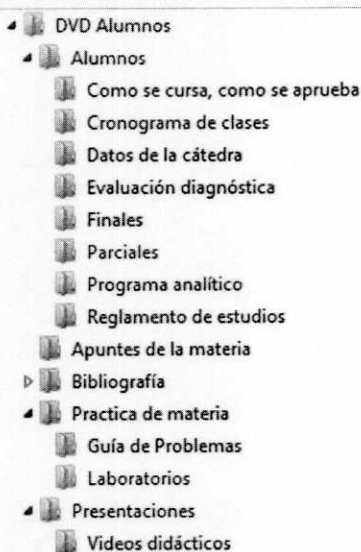 DVD Alumnos
Alumnos
Como se cursa, como se aprueba
Cronograma de clases
Datos de la cátedra
Evaluación diagnóstica
Finales
Parciales
Programa analítico
Reglamento de estudios
Apuntes de la materia
Bibliografía
Practica de materia
Guía de Problemas
Laboratorios
Presentaciones
Videos didácticos